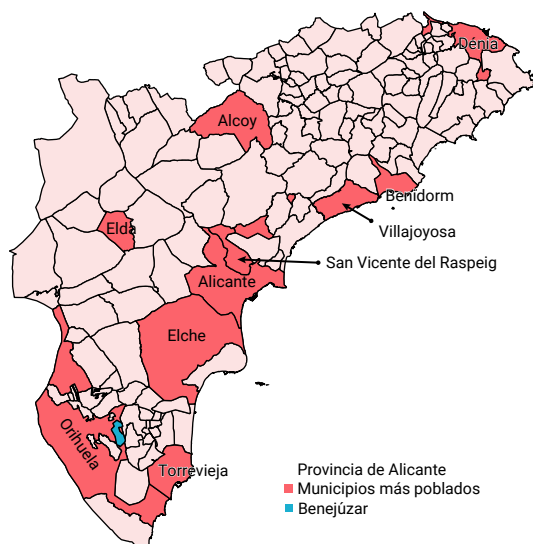 Dénia
Alcoy
Benidorm
Elda
Villajoyosa
San Vicente del Raspeig
Alicante
Elche
Orihuela
Torrevieja
Provincia de Alicante
Municipios más poblados
Benejúzar